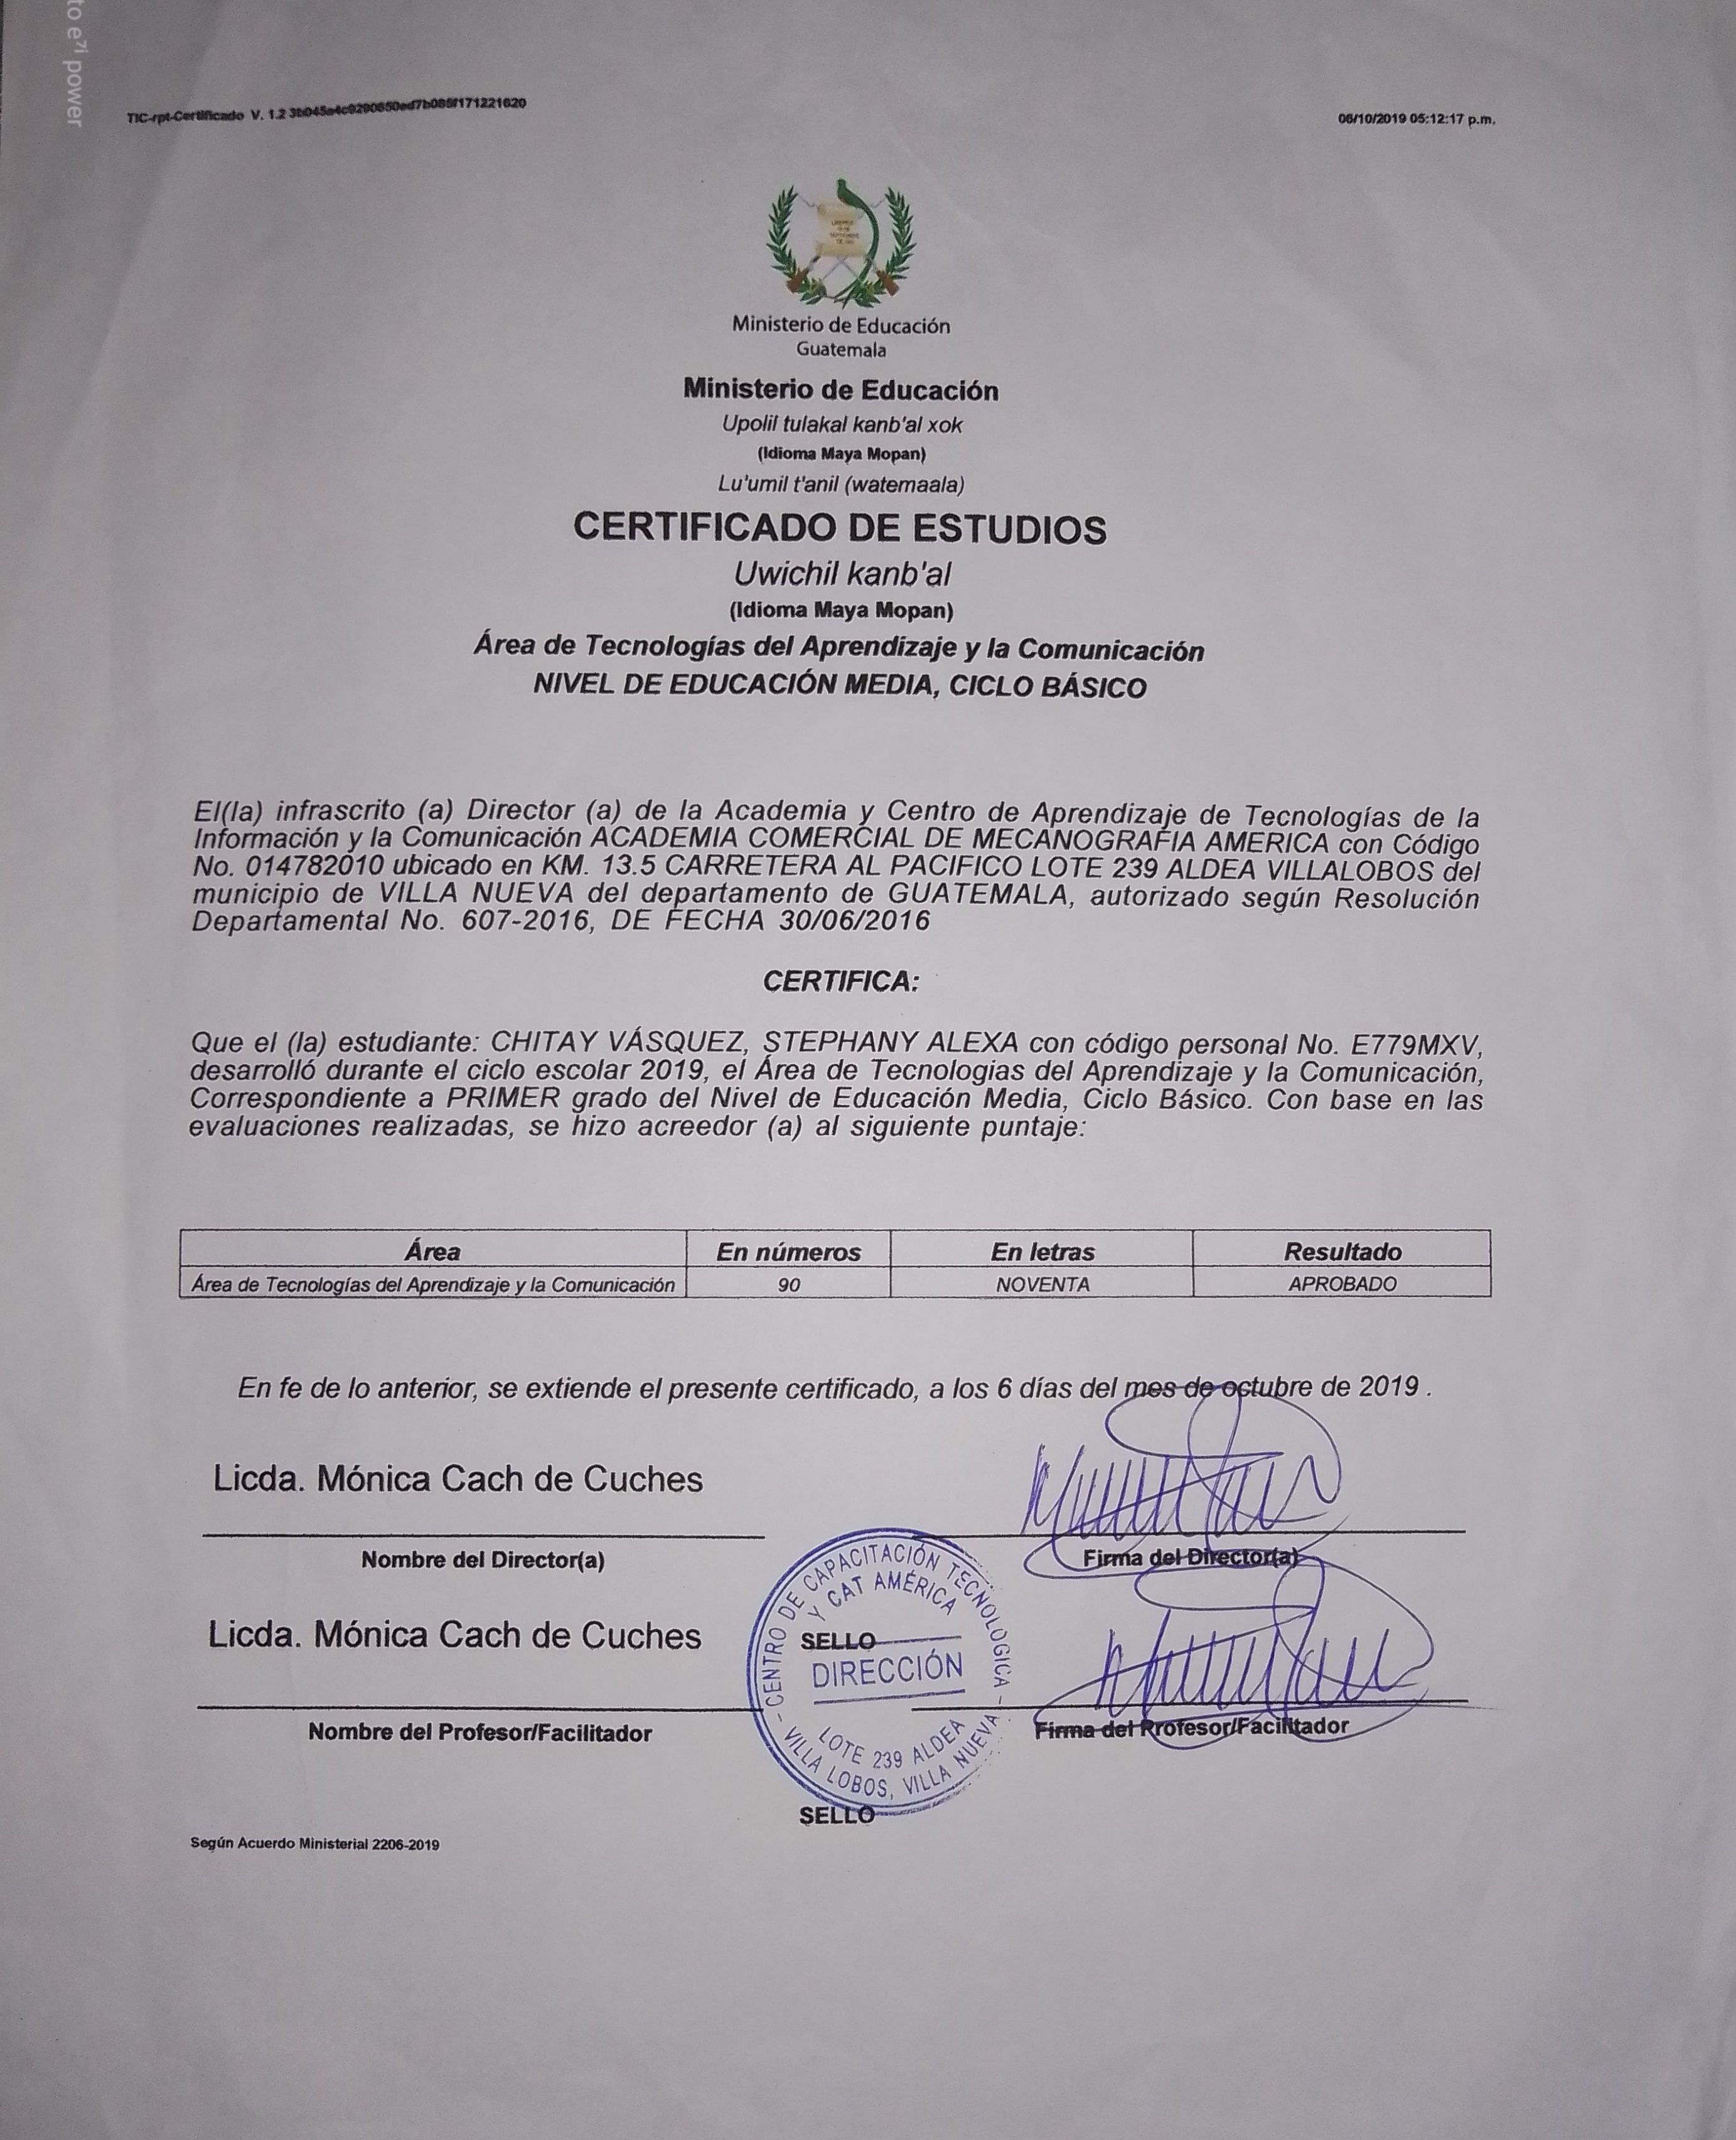 to e⁷ⁱ power
TIC-rpt-Certificado V. 1.2
06/10/2019 05:12:17 p.m.
Ministerio de Educación
Guatemala
Ministerio de Educación
Upolil tulakal kanb'al xok
(Idioma Maya Mopan)
Lu'umil t'anil (watemaala)
CERTIFICADO DE ESTUDIOS
Uwichil kanb'al
(Idioma Maya Mopan)
Área de Tecnologías del Aprendizaje y la Comunicación
NIVEL DE EDUCACIÓN MEDIA, CICLO BÁSICO
El(la) infrascrito (a) Director (a) de la Academia y Centro de Aprendizaje de Tecnologías de la
Información y la Comunicación ACADEMIA COMERCIAL DE MECANOGRAFIA AMERICA con Código
No. 014782010 ubicado en KM. 13.5 CARRETERA AL PACIFICO LOTE 239 ALDEA VILLALOBOS del
municipio de VILLA NUEVA del departamento de GUATEMALA, autorizado según Resolución
Departamental No. 607-2016, DE FECHA 30/06/2016
CERTIFICA:
Que el (la) estudiante: CHITAY VÁSQUEZ, STEPHANY ALEXA con código personal No. E779MXV,
desarrolló durante el ciclo escolar 2019, el Área de Tecnologias del Aprendizaje y la Comunicación,
Correspondiente a PRIMER grado del Nivel de Educación Media, Ciclo Básico. Con base en las
evaluaciones realizadas, se hizo acreedor (a) al siguiente puntaje:
Área En números En letras Resultado
Área de Tecnologías del Aprendizaje y la Comunicación 90 NOVENTA APROBADO
En fe de lo anterior, se extiende el presente certificado, a los 6 días del mes de octubre de 2019 .
Licda. Mónica Cach de Cuches
Nombre del Director(a) Firma del Director(a)
Licda. Mónica Cach de Cuches
Nombre del Profesor/Facilitador Firma del Profesor/Facilitador
CENTRO DE CAPACITACIÓN TECNOLOGICA
Y CAT AMÉRICA
SELLO
DIRECCIÓN
LOTE 239 ALDEA
VILLA LOBOS, VILLA NUEVA
SELLO
Según Acuerdo Ministerial 2206-2019